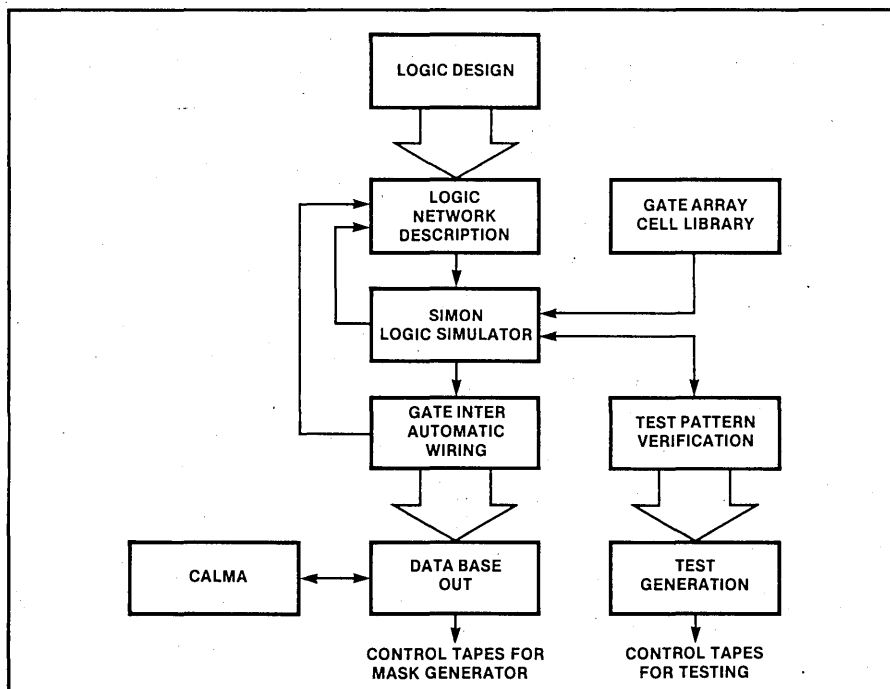 LOGIC DESIGN
LOGIC
NETWORK
DESCRIPTION
GATE ARRAY
CELL LIBRARY
SIMON
LOGIC SIMULATOR
GATE INTER
AUTOMATIC
WIRING
TEST PATTERN
VERIFICATION
CALMA
DATA BASE
OUT
TEST
GENERATION
CONTROL TAPES FOR
MASK GENERATOR
CONTROL TAPES
FOR TESTING